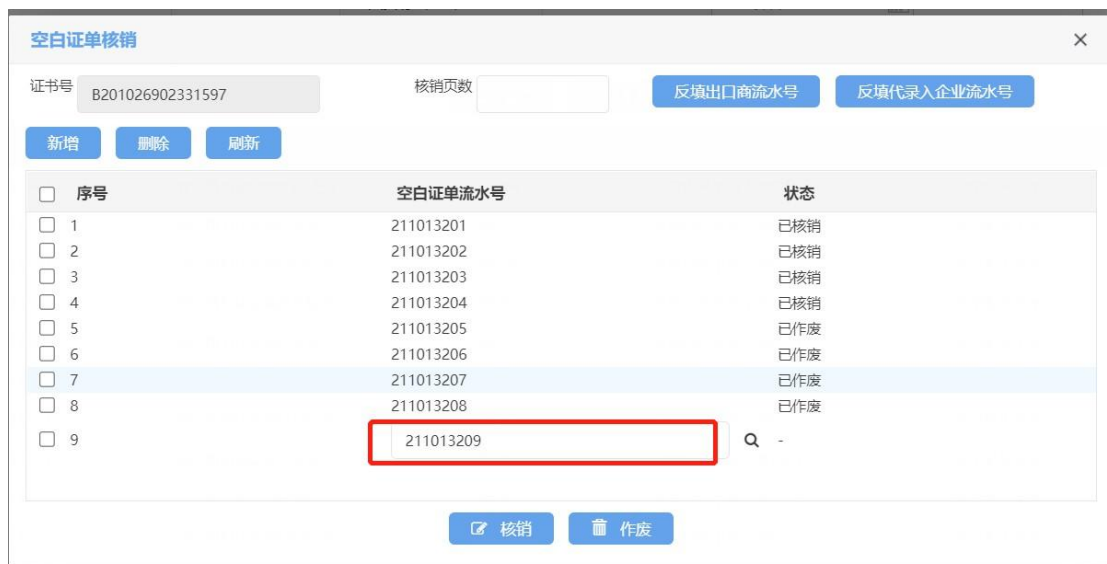 空白证单核销 ×
证书号 B201026902331597 核销页数 反填出口商流水号 反填代录入企业流水号
新增 删除 刷新
序号 空白证单流水号 状态
1 211013201 已核销
2 211013202 已核销
3 211013203 已核销
4 211013204 已核销
5 211013205 已作废
6 211013206 已作废
7 211013207 已作废
8 211013208 已作废
9 211013209 -
核销 作废